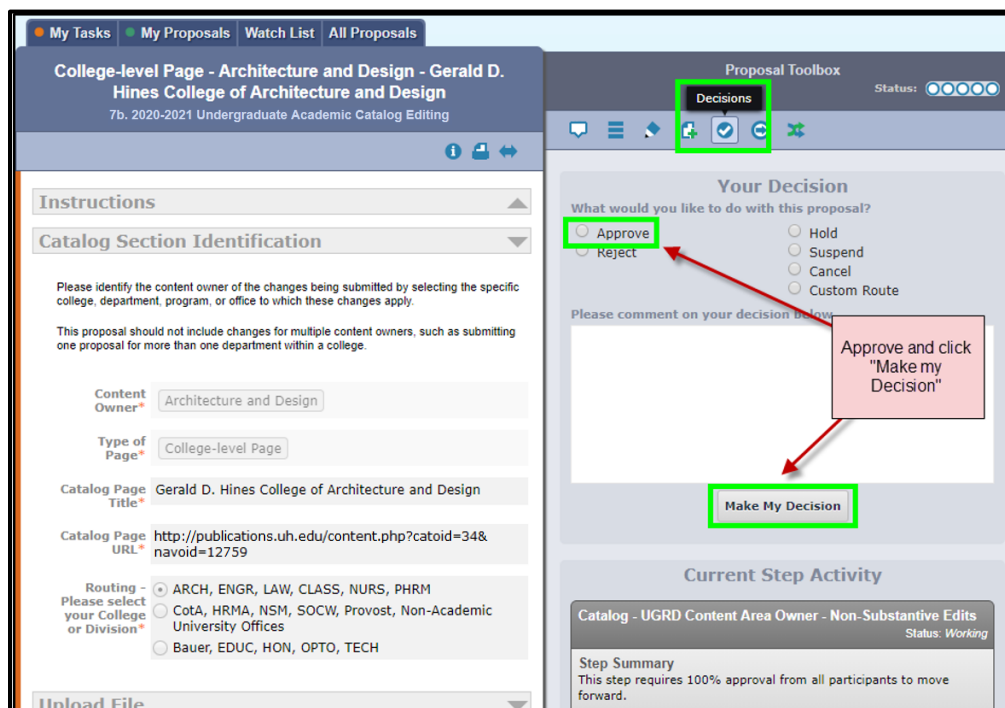 My Tasks
My Proposals
Watch List
All Proposals
College-level Page - Architecture and Design - Gerald D.
Hines College of Architecture and Design
7b. 2020-2021 Undergraduate Academic Catalog Editing
Instructions
Catalog Section Identification
Please identify the content owner of the changes being submitted by selecting the specific
college, department, program, or office to which these changes apply.
This proposal should not include changes for multiple content owners, such as submitting
one proposal for more than one department within a college.
Content
Owner*
Architecture and Design
Type of
Page*
College-level Page
Catalog Page
Title*
Gerald D. Hines College of Architecture and Design
Catalog Page
URL*
http://publications.uh.edu/content.php?catoid=34&
navoid=12759
Routing -
Please select
your College
or Division*
ARCH, ENGR, LAW, CLASS, NURS, PHRM
CotA, HRMA, NSM, SOCW, Provost, Non-Academic
University Offices
Bauer, EDUC, HON, OPTO, TECH
Upload File
Proposal Toolbox
Status:
Decisions
Your Decision
What would you like to do with this proposal?
Approve
Reject
Hold
Suspend
Cancel
Custom Route
Please comment on your decision below
Approve and click
"Make my
Decision"
Make My Decision
Current Step Activity
Catalog - UGRD Content Area Owner - Non-Substantive Edits
Status: Working
Step Summary
This step requires 100% approval from all participants to move
forward.